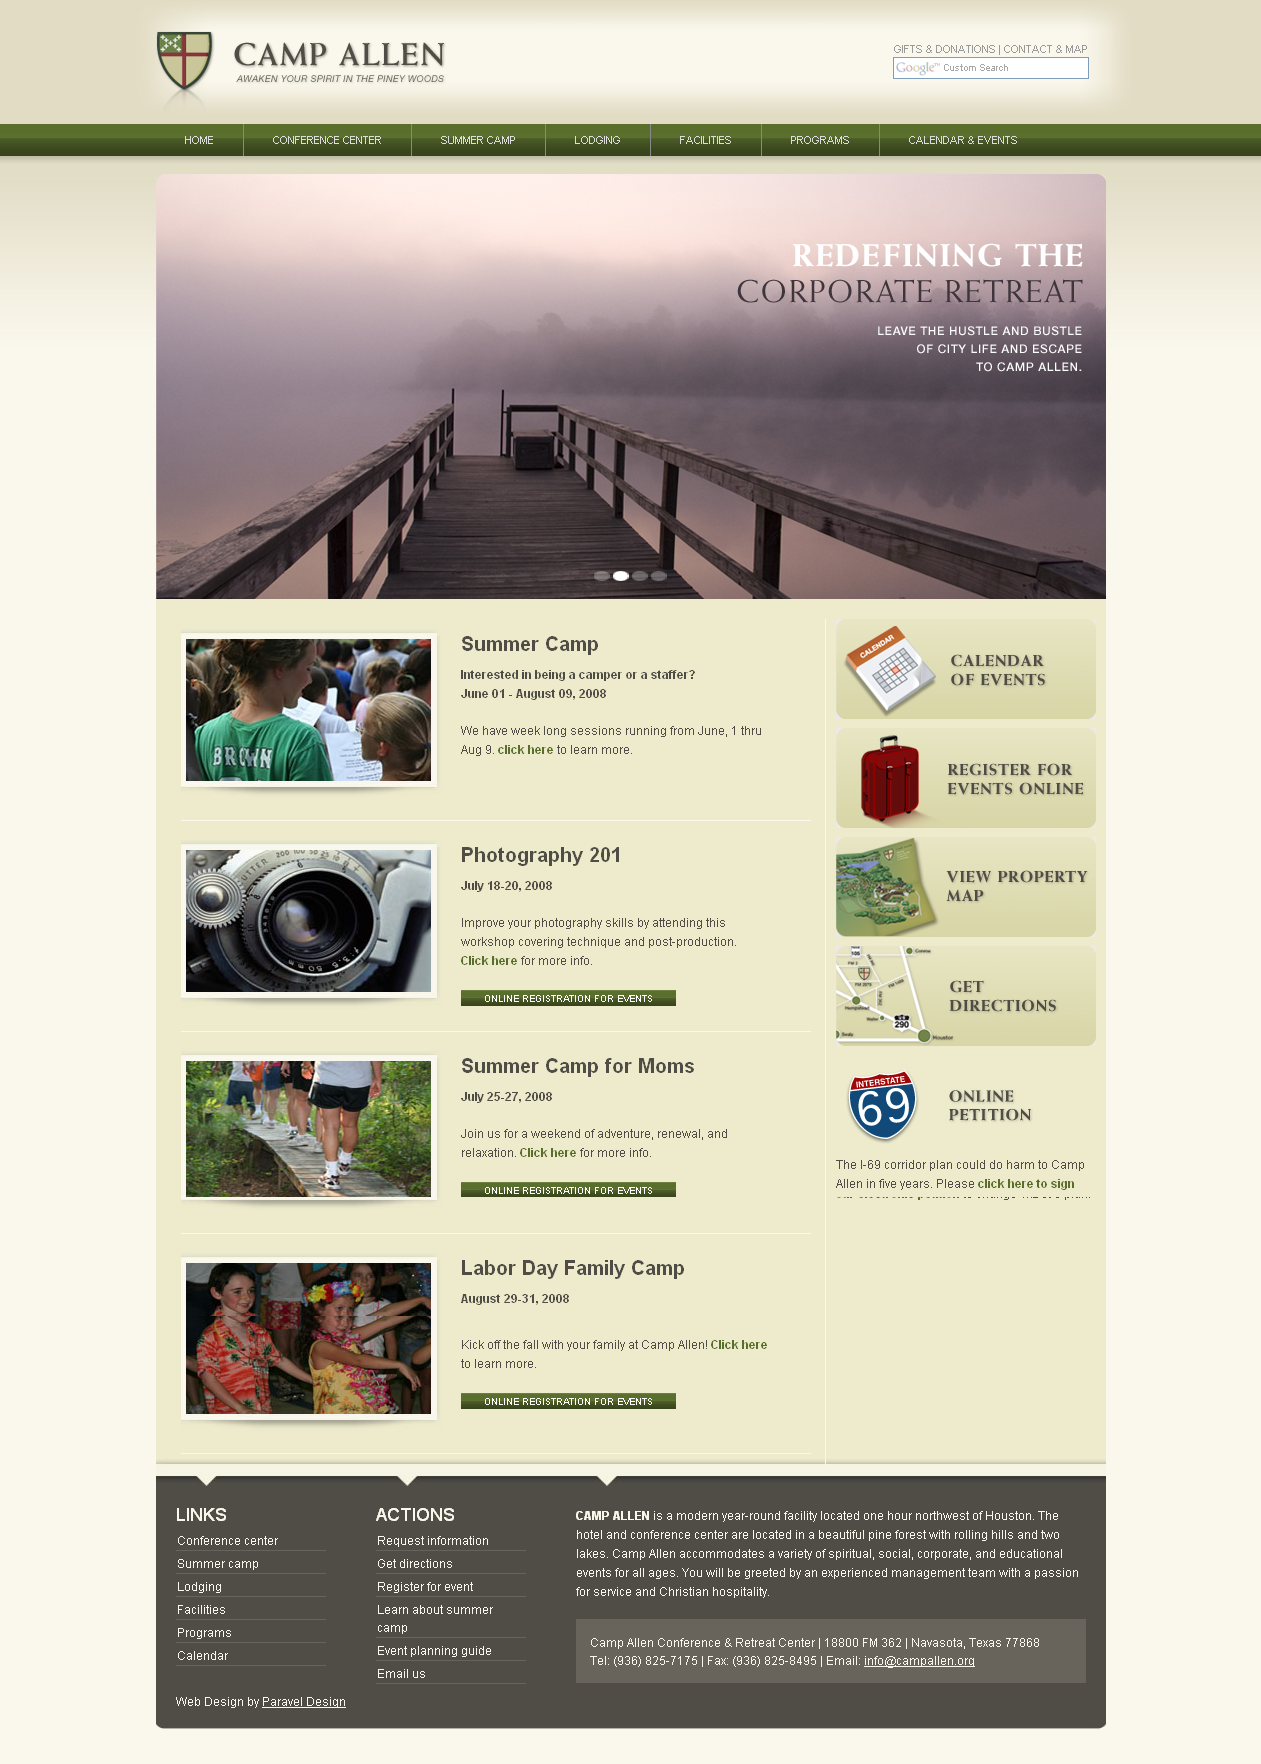 CAMP ALLEN
AWAKEN YOUR SPIRIT IN THE PINEY WOODS
GIFTS & DONATIONS | CONTACT & MAP
Google™ Custom Search
HOME
CONFERENCE CENTER
SUMMER CAMP
LODGING
FACILITIES
PROGRAMS
CALENDAR & EVENTS
REDEFINING THE
CORPORATE RETREAT
LEAVE THE HUSTLE AND BUSTLE
OF CITY LIFE AND ESCAPE
TO CAMP ALLEN.
BROWN
Summer Camp
Interested in being a camper or a staffer?
June 01 - August 09, 2008
We have week long sessions running from June, 1 thru
Aug 9. click here to learn more.
Photography 201
July 18-20, 2008
Improve your photography skills by attending this
workshop covering technique and post-production.
Click here for more info.
ONLINE REGISTRATION FOR EVENTS
Summer Camp for Moms
July 25-27, 2008
Join us for a weekend of adventure, renewal, and
relaxation. Click here for more info.
ONLINE REGISTRATION FOR EVENTS
Labor Day Family Camp
August 29-31, 2008
Kick off the fall with your family at Camp Allen! Click here
to learn more.
ONLINE REGISTRATION FOR EVENTS
CALENDAR
CALENDAR
OF EVENTS
REGISTER FOR
EVENTS ONLINE
VIEW PROPERTY
MAP
290
Houston
GET
DIRECTIONS
INTERSTATE
69
ONLINE
PETITION
The I-69 corridor plan could do harm to Camp
Allen in five years. Please click here to sign
LINKS
Conference center
Summer camp
Lodging
Facilities
Programs
Calendar
Web Design by Paravel Design
ACTIONS
Request information
Get directions
Register for event
Learn about summer
camp
Event planning guide
Email us
CAMP ALLEN is a modern year-round facility located one hour northwest of Houston. The
hotel and conference center are located in a beautiful pine forest with rolling hills and two
lakes. Camp Allen accommodates a variety of spiritual, social, corporate, and educational
events for all ages. You will be greeted by an experienced management team with a passion
for service and Christian hospitality.
Camp Allen Conference & Retreat Center | 18800 FM 362 | Navasota, Texas 77868
Tel: (936) 825-7175 | Fax: (936) 825-8495 | Email: info@campallen.org